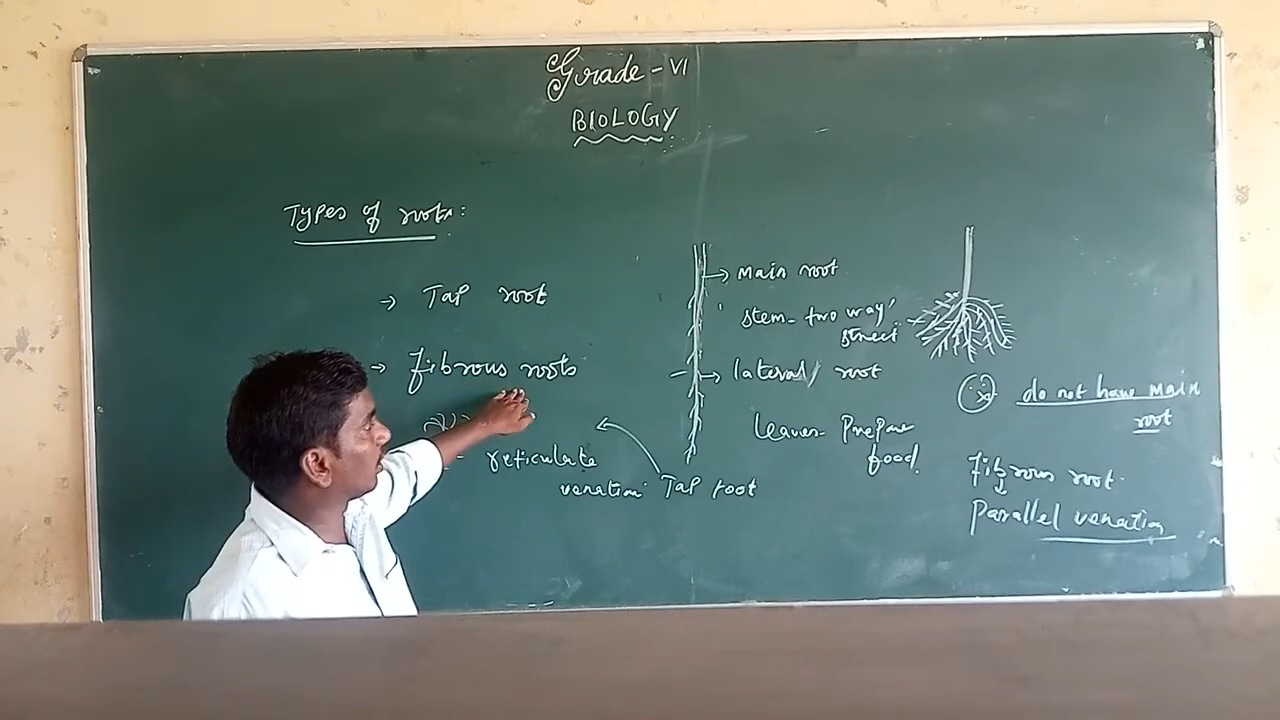 Grade - VI
BIOLOGY
Types of roots:
→ Tap root
→ fibrous roots
reticulate
venation Tap root
→ Main root
'stem - two way'
→ lateral root
leaves - Prepare
food
do not have main
root
fibrous root.
Parallel venation